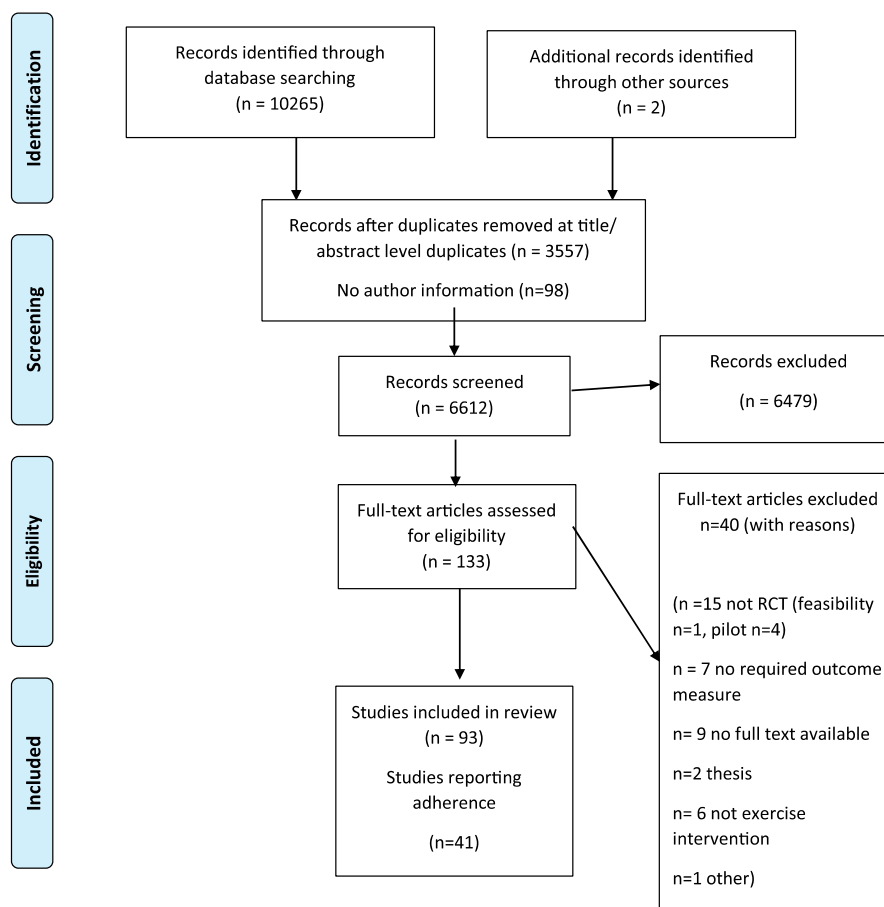 Identification
Records identified through
database searching
(n = 10265)
Additional records identified
through other sources
(n = 2)
Records after duplicates removed at title/
abstract level duplicates (n = 3557)
No author information (n=98)
Screening
Records screened
(n = 6612)
Records excluded
(n = 6479)
Eligibility
Full-text articles assessed
for eligibility
(n = 133)
Full-text articles excluded
n=40 (with reasons)
(n =15 not RCT (feasibility
n=1, pilot n=4)
n = 7 no required outcome
measure
n= 9 no full text available
n=2 thesis
n= 6 not exercise
intervention
n=1 other)
Included
Studies included in review
(n = 93)
Studies reporting
adherence
(n=41)